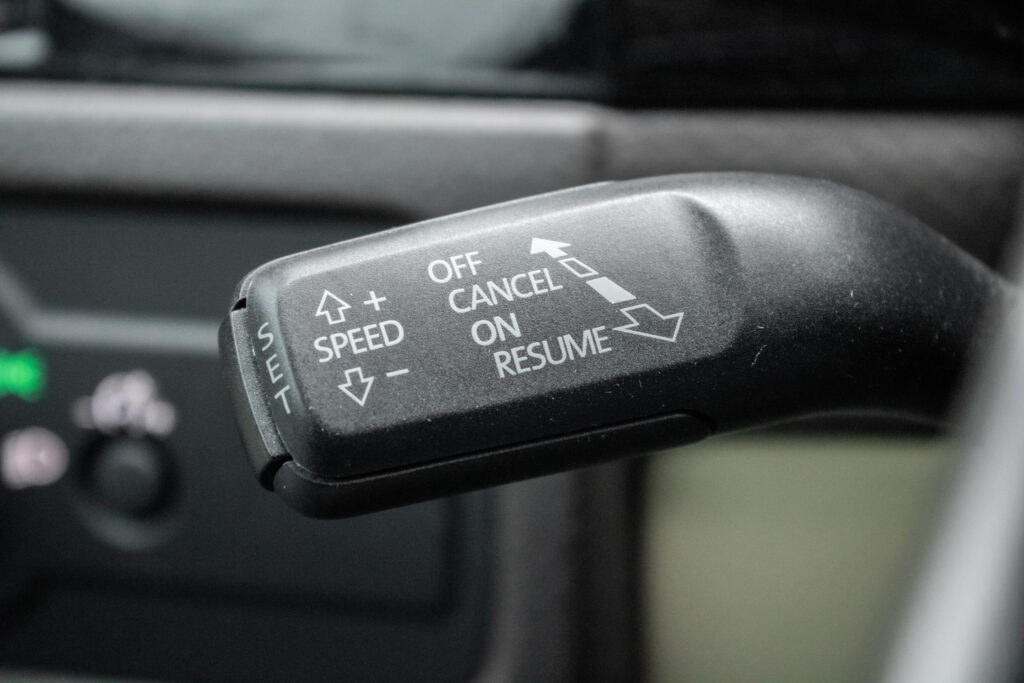 SET
+
SPEED
-
OFF
CANCEL
ON
RESUME